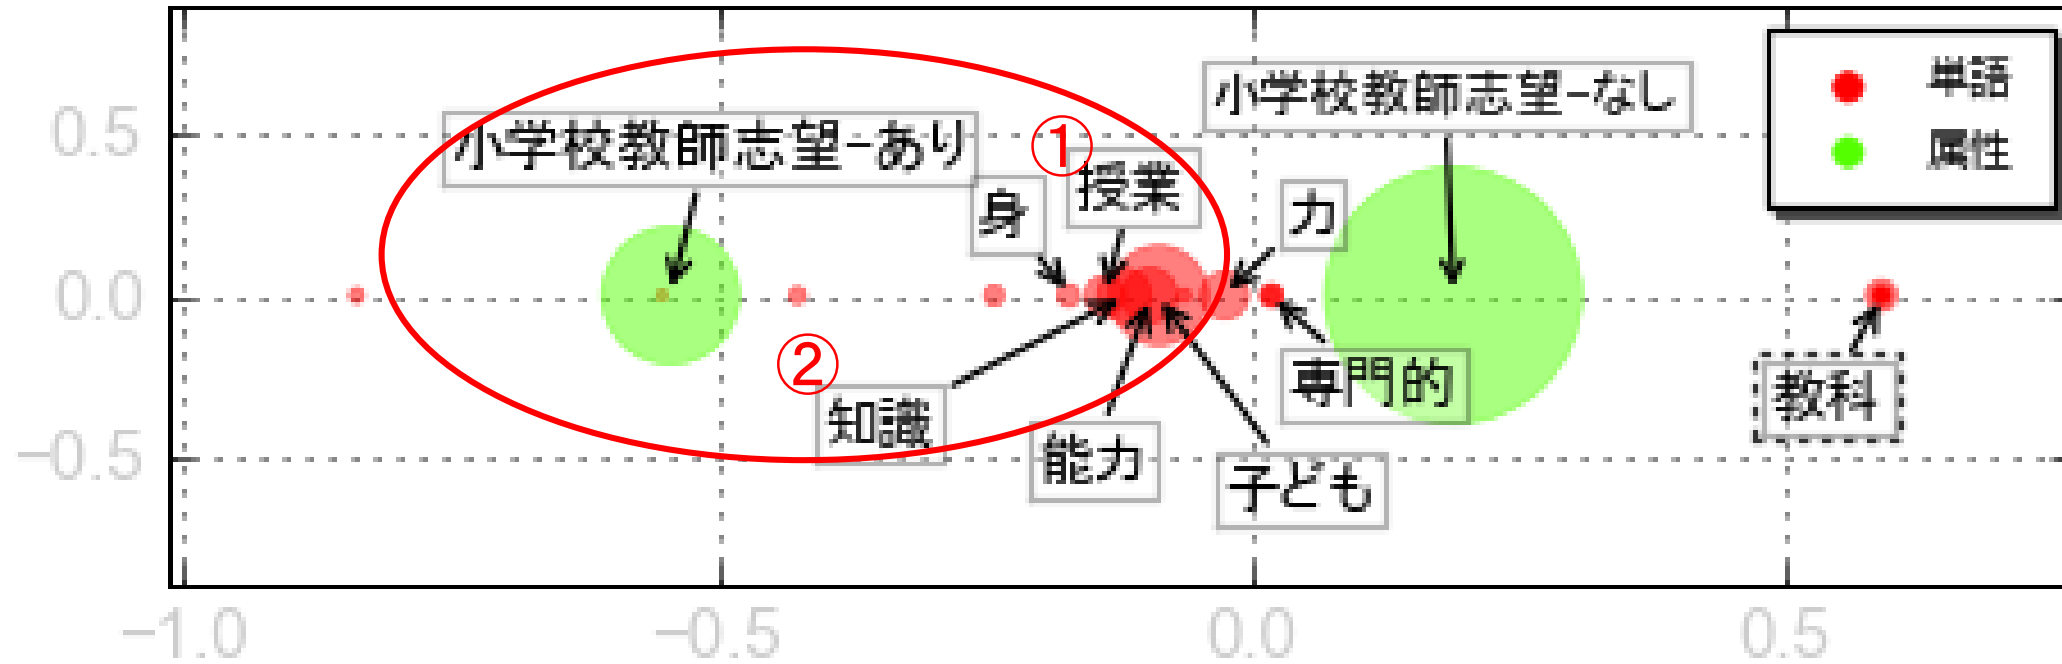 0.5
0.0
−0.5
−1.0
−0.5
0.0
0.5
単語
属性
小学校教師志望-あり
小学校教師志望-なし
①
授業
身
力
②
知識
能力
子ども
専門的
教科